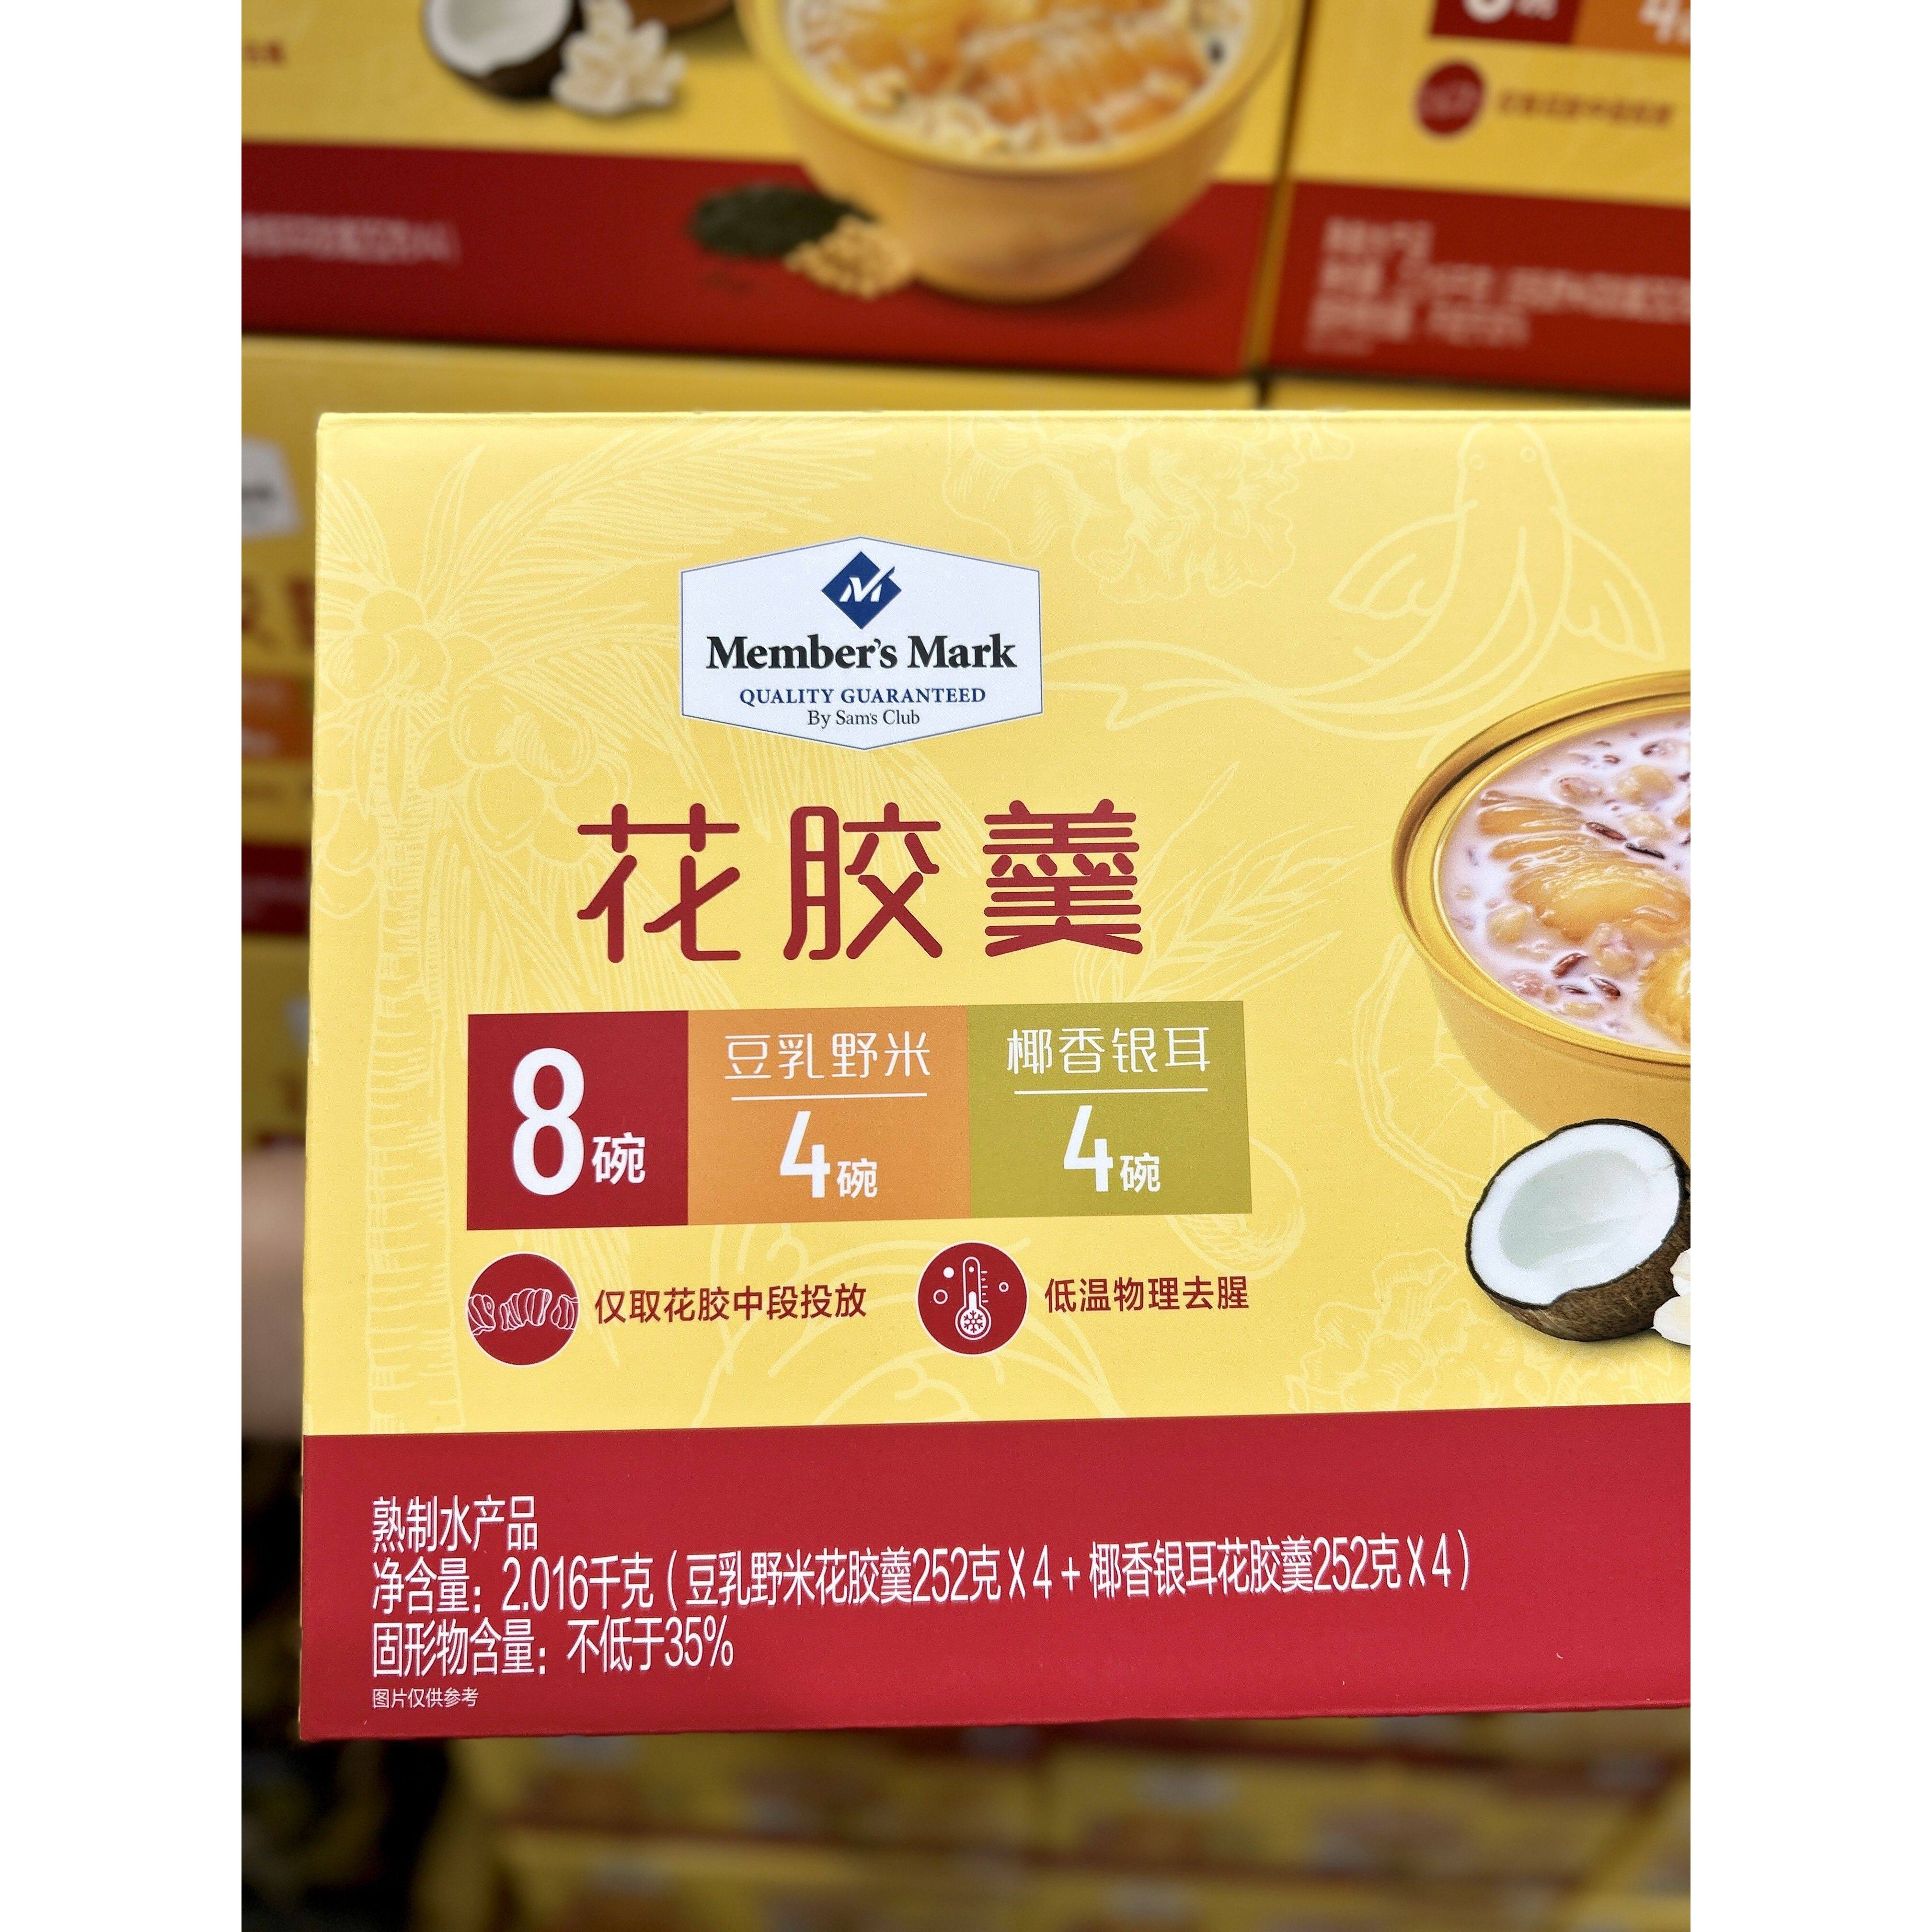 Member's Mark
QUALITY GUARANTEED
By Sam's Club
花胶羹
8碗
豆乳野米
4碗
椰香银耳
4碗
仅取花胶中段投放
低温物理去腥
熟制水产品
净含量：2.016千克（豆乳野米花胶羹252克X4+椰香银耳花胶羹252克X4）
固形物含量：不低于35%
图片仅供参考